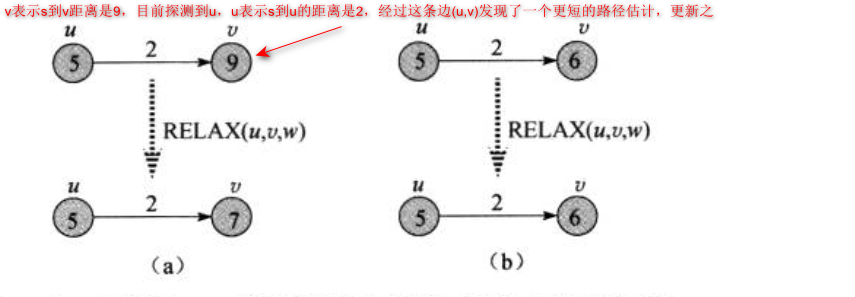 v表示s到v距离是9，目前探测到u，u表示s到u的距离是2，经过这条边(u,v)发现了一个更短的路径估计，更新之
u v u v
5 2 9 5 2 6
RELAX(u,v,w) RELAX(u,v,w)
u v u v
5 2 7 5 2 6
(a) (b)